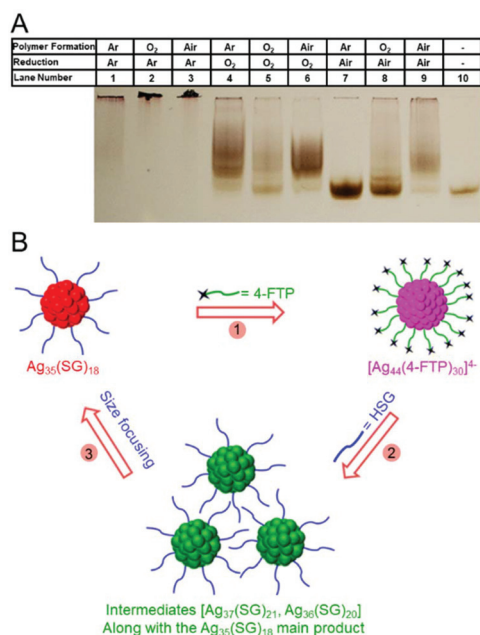 A
Polymer Formation Ar O₂ Air Ar O₂ Air Ar O₂ Air -
Reduction Ar Ar Ar O₂ O₂ O₂ Air Air Air -
Lane Number 1 2 3 4 5 6 7 8 9 10
B
= 4-FTP
1
Ag₃₅(SG)₁₈
[Ag₄₄(4-FTP)₃₀]⁴⁻
Size focusing
3
= HSG
2
Intermediates [Ag₃₇(SG)₂₁, Ag₃₆(SG)₂₀]
Along with the Ag₃₅(SG)₁₈ main product